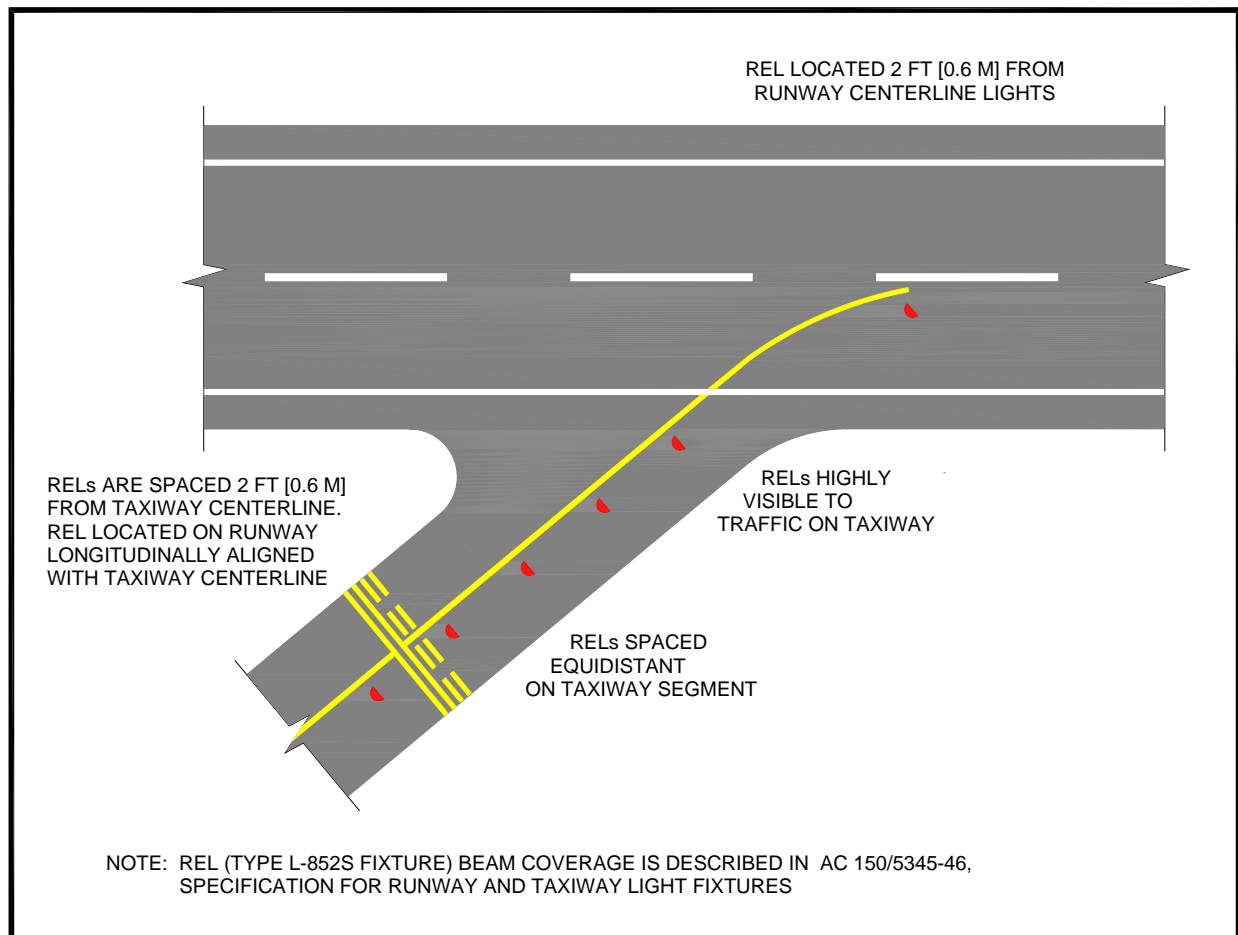 REL LOCATED 2 FT [0.6 M] FROM
RUNWAY CENTERLINE LIGHTS
RELs ARE SPACED 2 FT [0.6 M]
FROM TAXIWAY CENTERLINE.
REL LOCATED ON RUNWAY
LONGITUDINALLY ALIGNED
WITH TAXIWAY CENTERLINE
RELs HIGHLY
VISIBLE TO
TRAFFIC ON TAXIWAY
RELs SPACED
EQUIDISTANT
ON TAXIWAY SEGMENT
NOTE: REL (TYPE L-852S FIXTURE) BEAM COVERAGE IS DESCRIBED IN AC 150/5345-46,
SPECIFICATION FOR RUNWAY AND TAXIWAY LIGHT FIXTURES